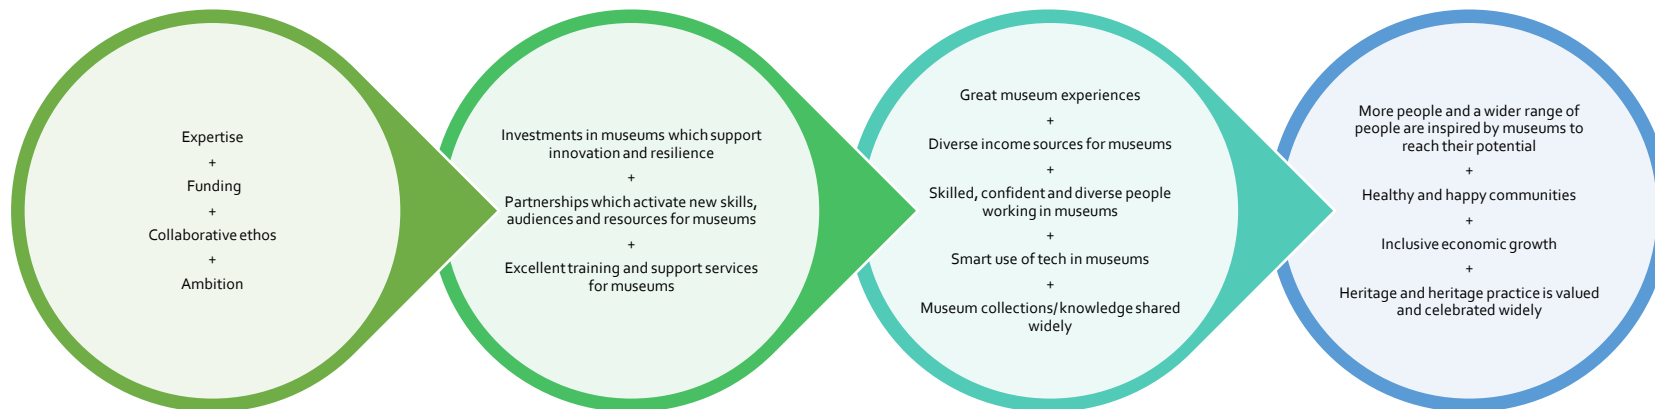 Expertise
+
Funding
+
Collaborative ethos
+
Ambition
Investments in museums which support
innovation and resilience
+
Partnerships which activate new skills,
audiences and resources for museums
+
Excellent training and support services
for museums
Great museum experiences
+
Diverse income sources for museums
+
Skilled, confident and diverse people
working in museums
+
Smart use of tech in museums
+
Museum collections/knowledge shared
widely
More people and a wider range of
people are inspired by museums to
reach their potential
+
Healthy and happy communities
+
Inclusive economic growth
+
Heritage and heritage practice is valued
and celebrated widely